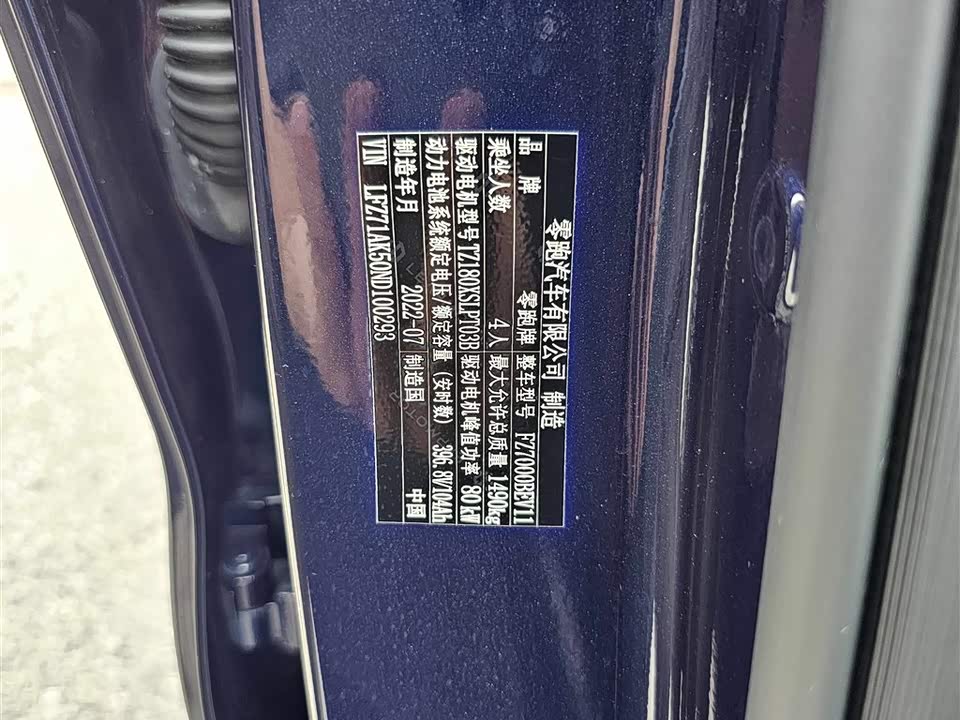 零跑汽车有限公司 制造
品 牌 零跑牌 整车型号 FZ7000BEV11
乘坐人数 4人 最大允许总质量 1490kg
驱动电机型号 TZ180XS1PT03B 驱动电机峰值功率 80kW
动力电池系统额定电压/额定容量（安时数） 396.8V/104Ah
制造年月 2022-07 制造国 中国
VIN LFZ71AK50ND100293